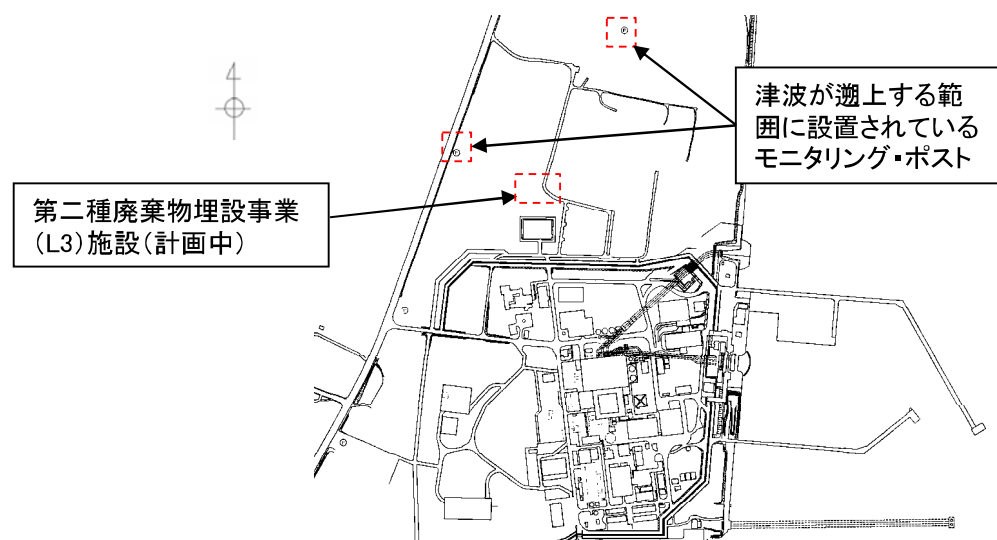 津波が遡上する範
囲に設置されている
モニタリング・ポスト
第二種廃棄物埋設事業
(L3)施設(計画中)